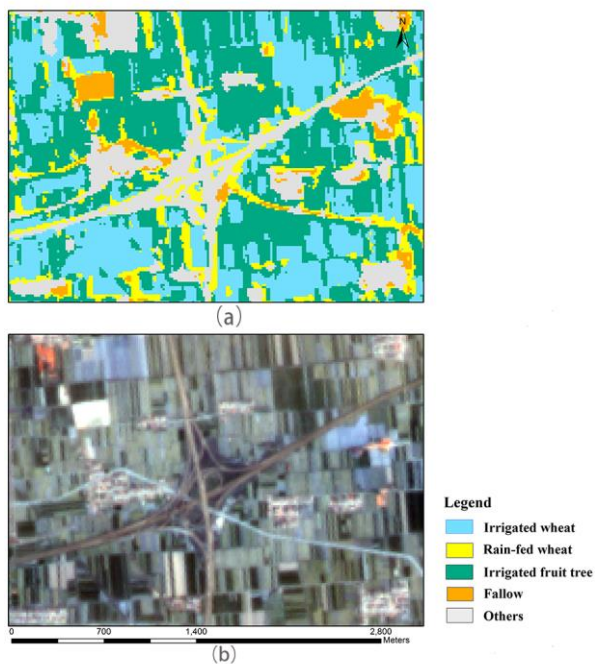 N
(a)
Legend
Irrigated wheat
Rain-fed wheat
Irrigated fruit tree
Fallow
Others
0 700 1,400 2,800
Meters
(b)